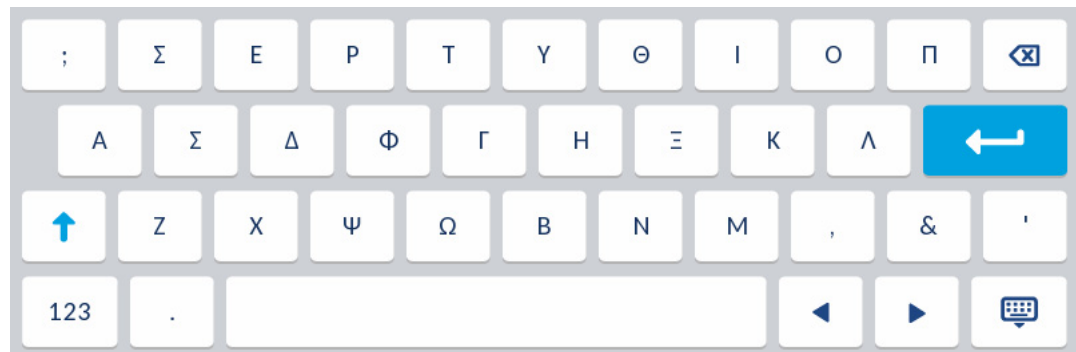 ; Σ Ε Ρ Τ Υ Θ Ι Ο Π
Α Σ Δ Φ Γ Η Ξ Κ Λ
Ζ Χ Ψ Ω Β Ν Μ , & '
123 .